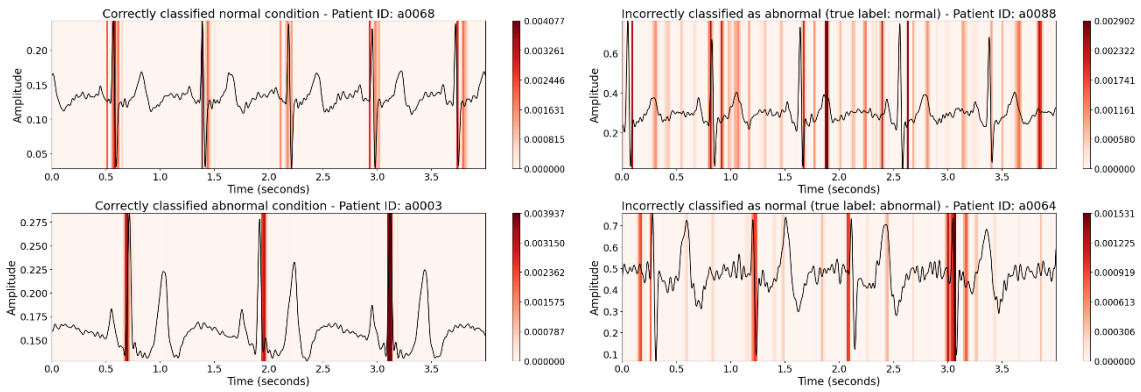 Correctly classified normal condition - Patient ID: a0068
Amplitude
0.20
0.15
0.10
0.05
0.0 0.5 1.0 1.5 2.0 2.5 3.0 3.5
Time (seconds)
0.004077
0.003261
0.002446
0.001631
0.000815
0.000000
Incorrectly classified as abnormal (true label: normal) - Patient ID: a0088
Amplitude
0.6
0.4
0.2
0.0 0.5 1.0 1.5 2.0 2.5 3.0 3.5
Time (seconds)
0.002902
0.002322
0.001741
0.001161
0.000580
0.000000
Correctly classified abnormal condition - Patient ID: a0003
Amplitude
0.275
0.250
0.225
0.200
0.175
0.150
0.0 0.5 1.0 1.5 2.0 2.5 3.0 3.5
Time (seconds)
0.003937
0.003150
0.002362
0.001575
0.000787
0.000000
Incorrectly classified as normal (true label: abnormal) - Patient ID: a0064
Amplitude
0.7
0.6
0.5
0.4
0.3
0.2
0.1
0.0 0.5 1.0 1.5 2.0 2.5 3.0 3.5
Time (seconds)
0.001531
0.001225
0.000919
0.000613
0.000306
0.000000